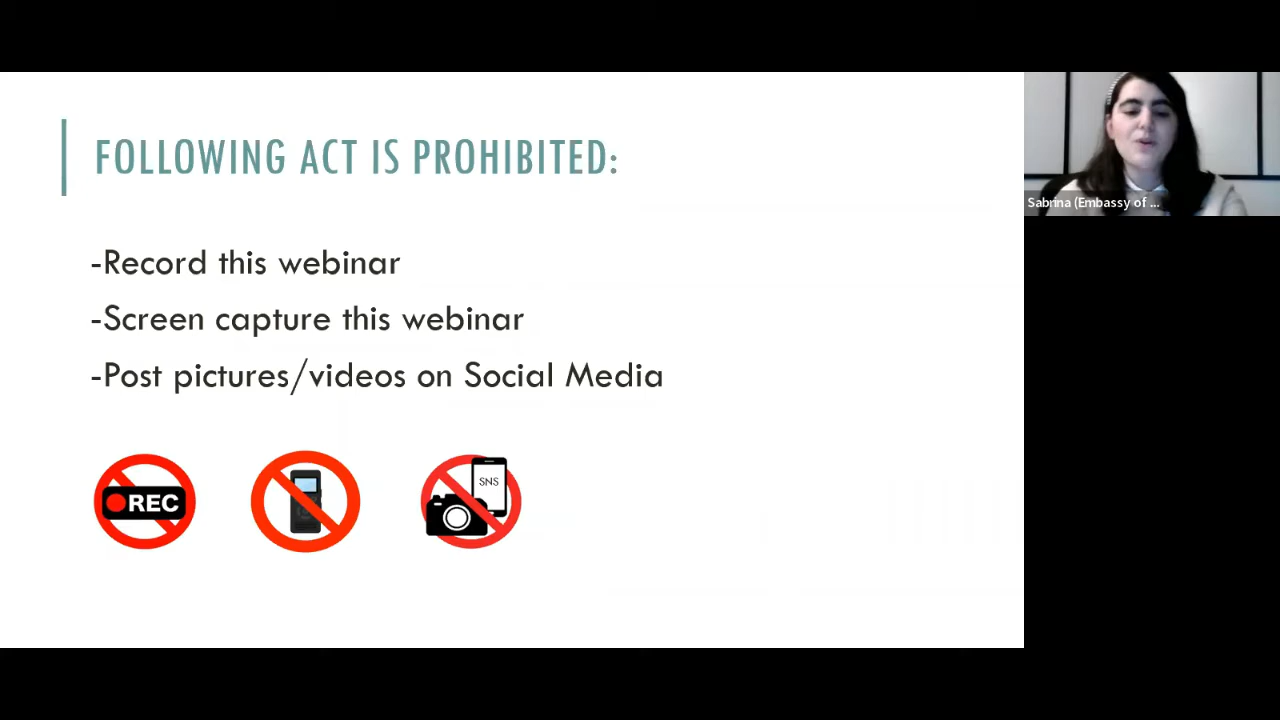 FOLLOWING ACT IS PROHIBITED:
-Record this webinar
-Screen capture this webinar
-Post pictures/videos on Social Media
REC
SNS
Sabrina (Embassy of ...